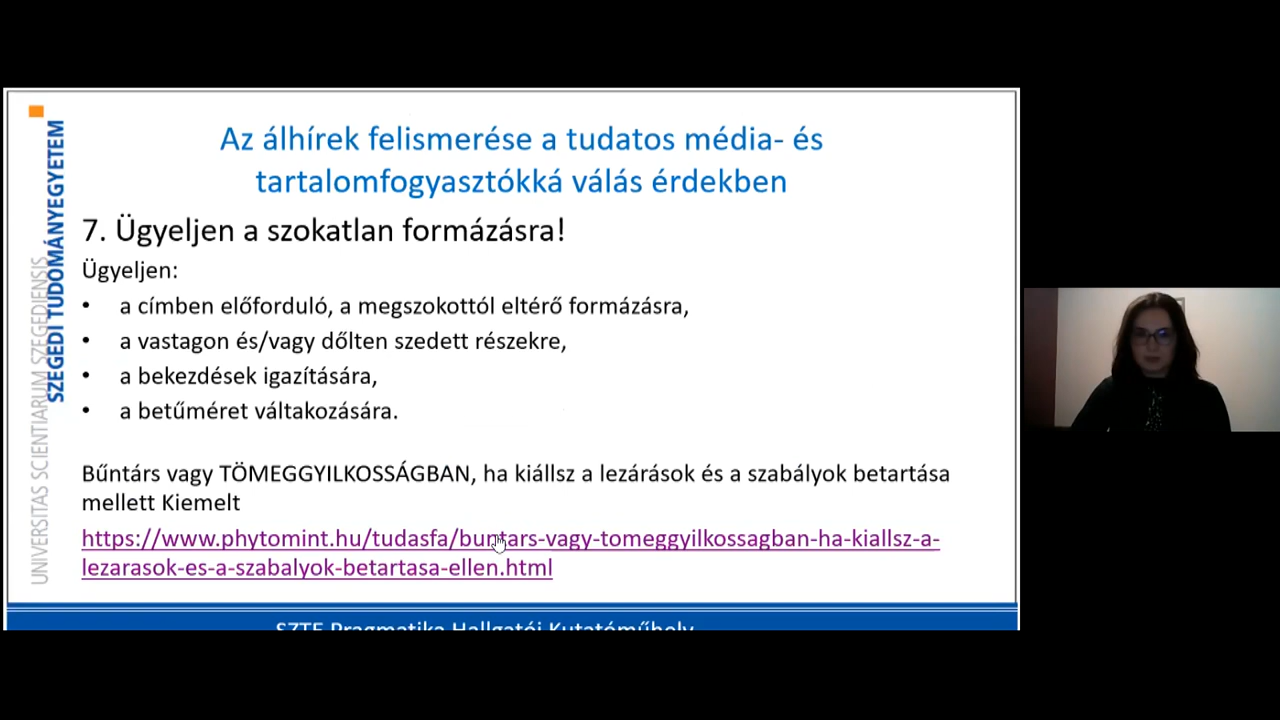 Az álhírek felismerése a tudatos média- és
tartalomfogyasztókká válás érdekben
7. Ügyeljen a szokatlan formázásra!
Ügyeljen:
• a címben előforduló, a megszokottól eltérő formázásra,
• a vastagon és/vagy dőlten szedett részekre,
• a bekezdések igazítására,
• a betűméret váltakozására.
Bűntárs vagy TÖMEGGYILKOSSÁGBAN, ha kiállsz a lezárások és a szabályok betartása
mellett Kiemelt
https://www.phytomint.hu/tudasfa/buntars-vagy-tomeggyilkossagban-ha-kiallsz-a-
lezarasok-es-a-szabalyok-betartasa-ellen.html
UNIVERSITAS SCIENTIARUM SZEGEDIENSIS
SZEGEDI TUDOMÁNYEGYETEM
SZTE Pragmatika Hallgatói Kutatóműhely